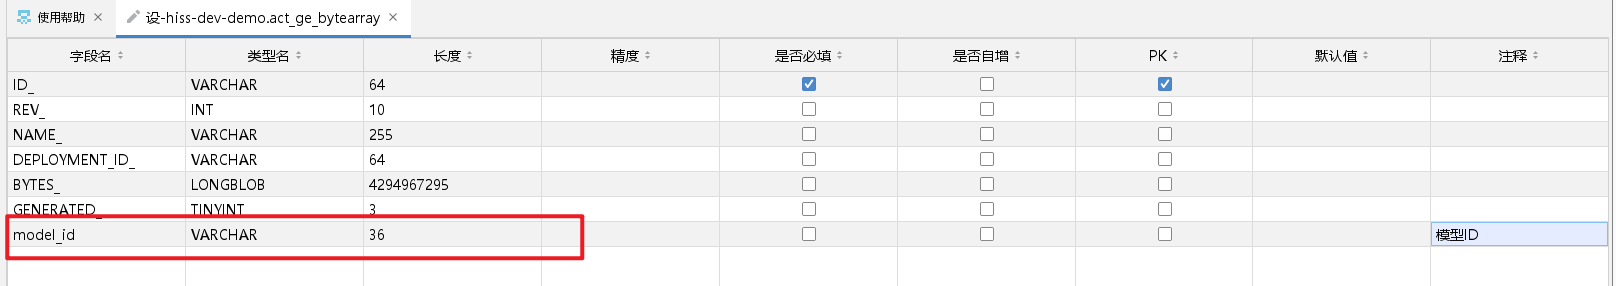 使用帮助 × 设-hiss-dev-demo.act_ge_bytearray ×
字段名 类型名 长度 精度 是否必填 是否自增 PK 默认值 注释
ID_ VARCHAR 64
REV_ INT 10
NAME_ VARCHAR 255
DEPLOYMENT_ID_ VARCHAR 64
BYTES_ LONGBLOB 4294967295
GENERATED_ TINYINT 3
model_id VARCHAR 36 模型ID